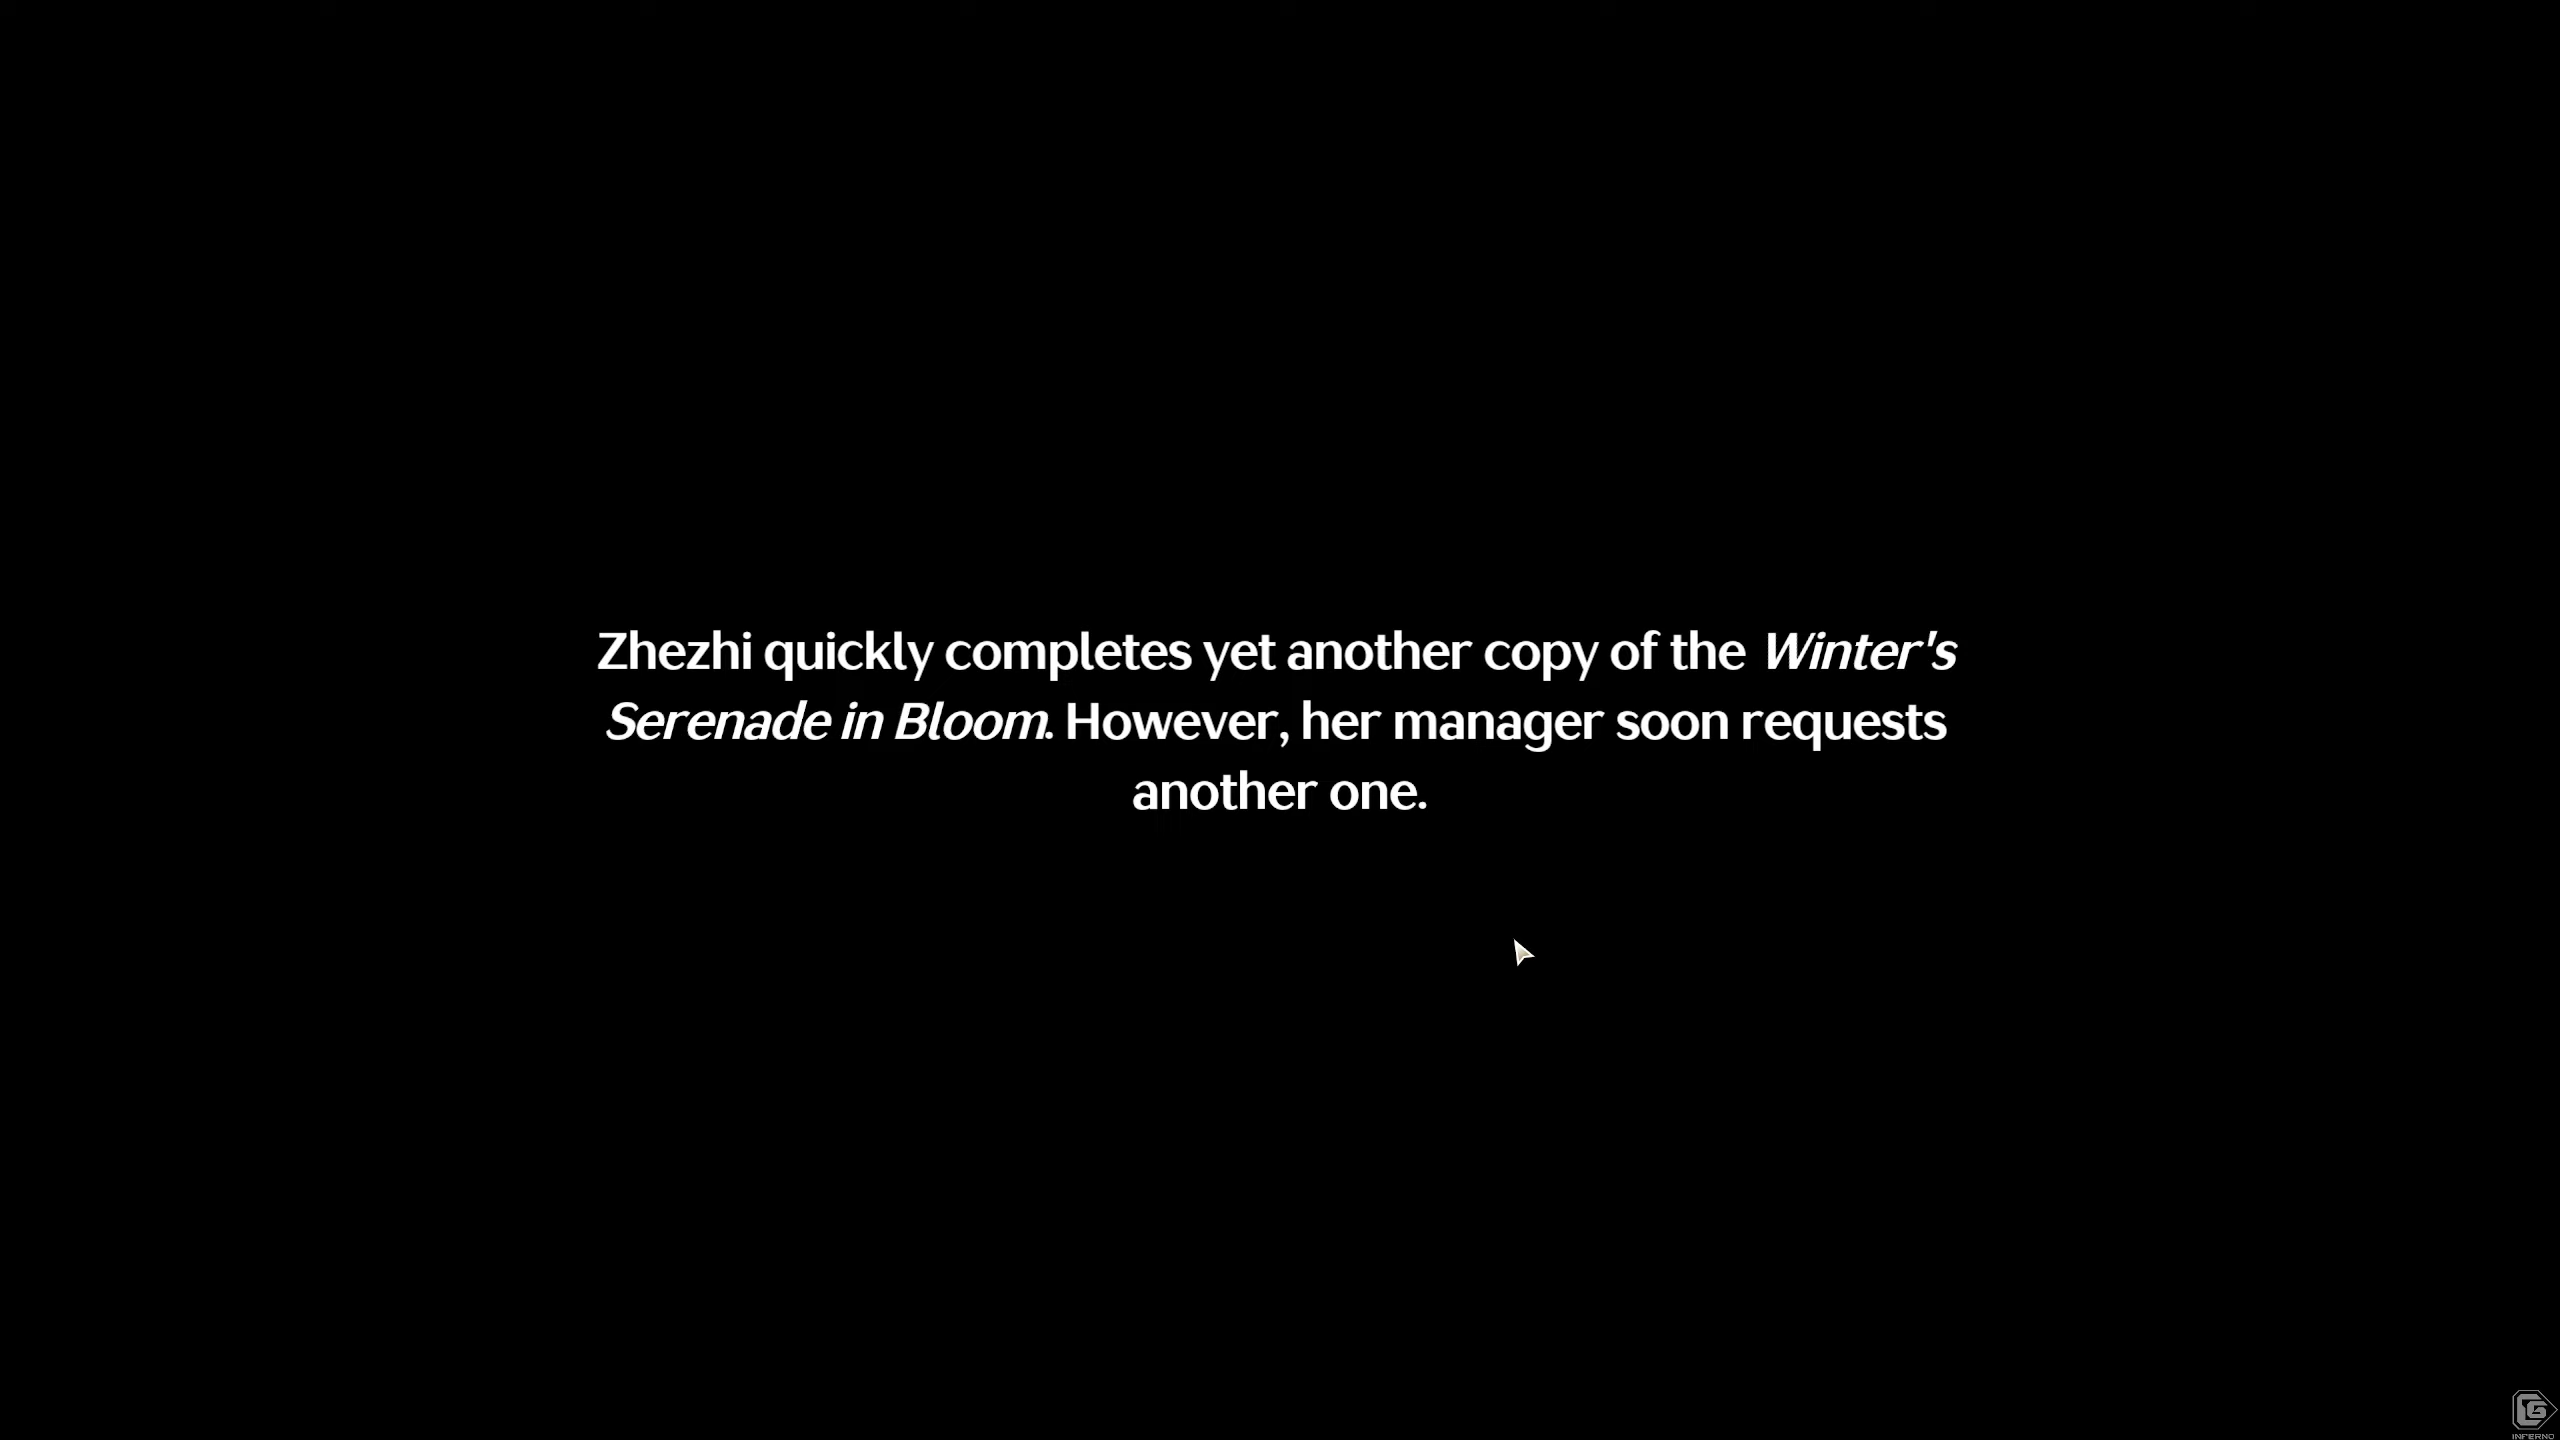 Zhezhi quickly completes yet another copy of the Winter's
Serenade in Bloom. However, her manager soon requests
another one.
INFIERNO